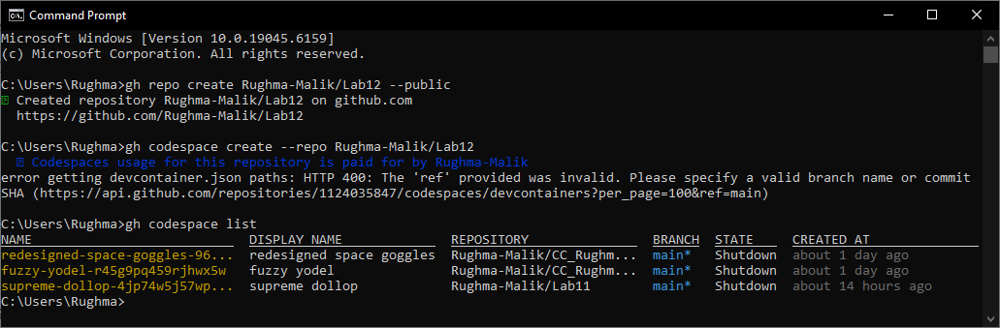 Command Prompt
Microsoft Windows [Version 10.0.19045.6159]
(c) Microsoft Corporation. All rights reserved.
C:\Users\Rughma>gh repo create Rughma-Malik/Lab12 --public
Created repository Rughma-Malik/Lab12 on github.com
https://github.com/Rughma-Malik/Lab12
C:\Users\Rughma>gh codespace create --repo Rughma-Malik/Lab12
Codespaces usage for this repository is paid for by Rughma-Malik
error getting devcontainer.json paths: HTTP 400: The 'ref' provided was invalid. Please specify a valid branch name or commit
SHA (https://api.github.com/repositories/1124035847/codespaces/devcontainers?per_page=100&ref=main)
C:\Users\Rughma>gh codespace list
NAME DISPLAY NAME REPOSITORY BRANCH STATE CREATED AT
redesigned-space-goggles-96... redesigned space goggles Rughma-Malik/CC_Rughm... main* Shutdown about 1 day ago
fuzzy-yodel-r45g9pq459rjhwx5w fuzzy yodel Rughma-Malik/CC_Rughm... main* Shutdown about 1 day ago
supreme-dollop-4jp74w5j57wp... supreme dollop Rughma-Malik/Lab11 main* Shutdown about 14 hours ago
C:\Users\Rughma>